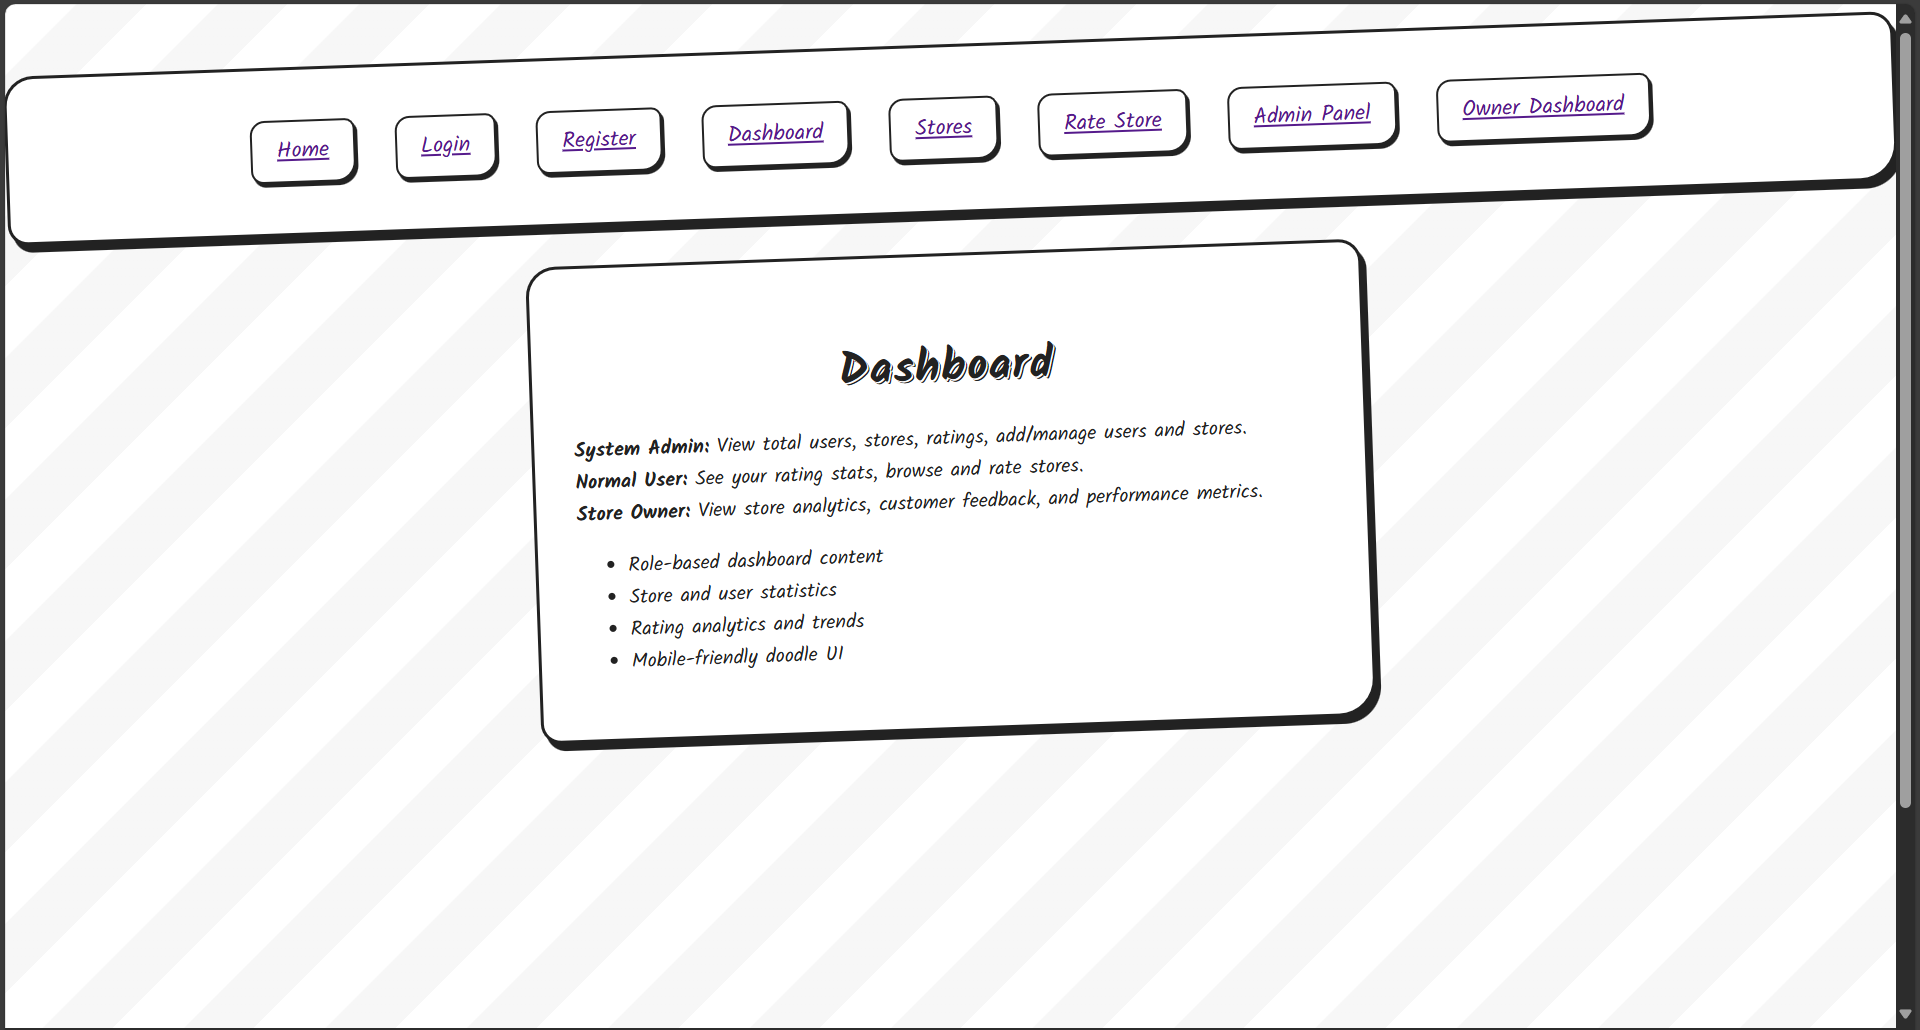 Home Login Register Dashboard Stores Rate Store Admin Panel Owner Dashboard
Dashboard
System Admin: View total users, stores, ratings, add/manage users and stores.
Normal User: See your rating stats, browse and rate stores.
Store Owner: View store analytics, customer feedback, and performance metrics.
Role-based dashboard content
Store and user statistics
Rating analytics and trends
Mobile-friendly doodle UI